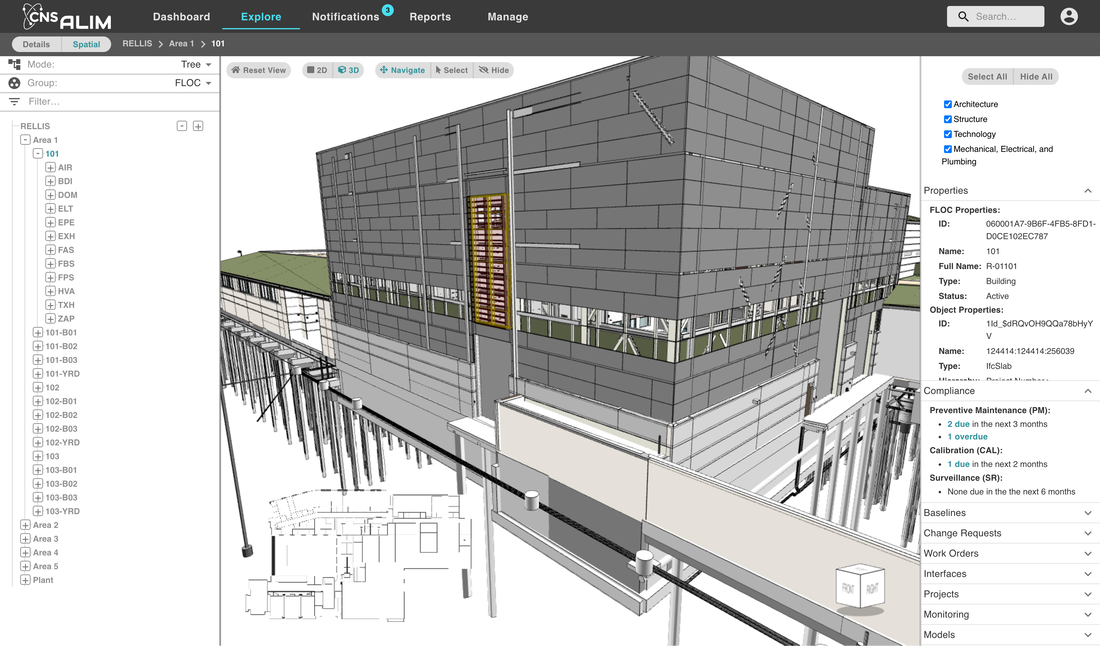 CNS ALIM
Dashboard
Explore
Notifications 3
Reports
Manage
Search...
Details
Spatial
RELLIS > Area 1 > 101
Mode: Tree
Group: FLOC
Filter...
RELLIS
Area 1
101
AIR
BDI
DOM
ELT
EPE
EXH
FAS
FBS
FPS
HVA
TXH
ZAP
101-B01
101-B02
101-B03
101-YRD
102
102-B01
102-B02
102-B03
102-YRD
103
103-B01
103-B02
103-B03
103-YRD
Area 2
Area 3
Area 4
Area 5
Plant
Reset View
2D
3D
Navigate
Select
Hide
FRONT
RIGHT
Select All
Hide All
Architecture
Structure
Technology
Mechanical, Electrical, and
Plumbing
Properties
FLOC Properties:
ID: 060001A7-9B6F-4FB5-8FD1-
D0CE102EC787
Name: 101
Full Name: R-01101
Type: Building
Status: Active
Object Properties:
ID: 1Id_$dRQvOH9QQa78bHyY
V
Name: 124414:124414:256039
Type: IfcSlab
Compliance
Preventive Maintenance (PM):
• 2 due in the next 3 months
• 1 overdue
Calibration (CAL):
• 1 due in the next 2 months
Surveillance (SR):
• None due in the the next 6 months
Baselines
Change Requests
Work Orders
Interfaces
Projects
Monitoring
Models